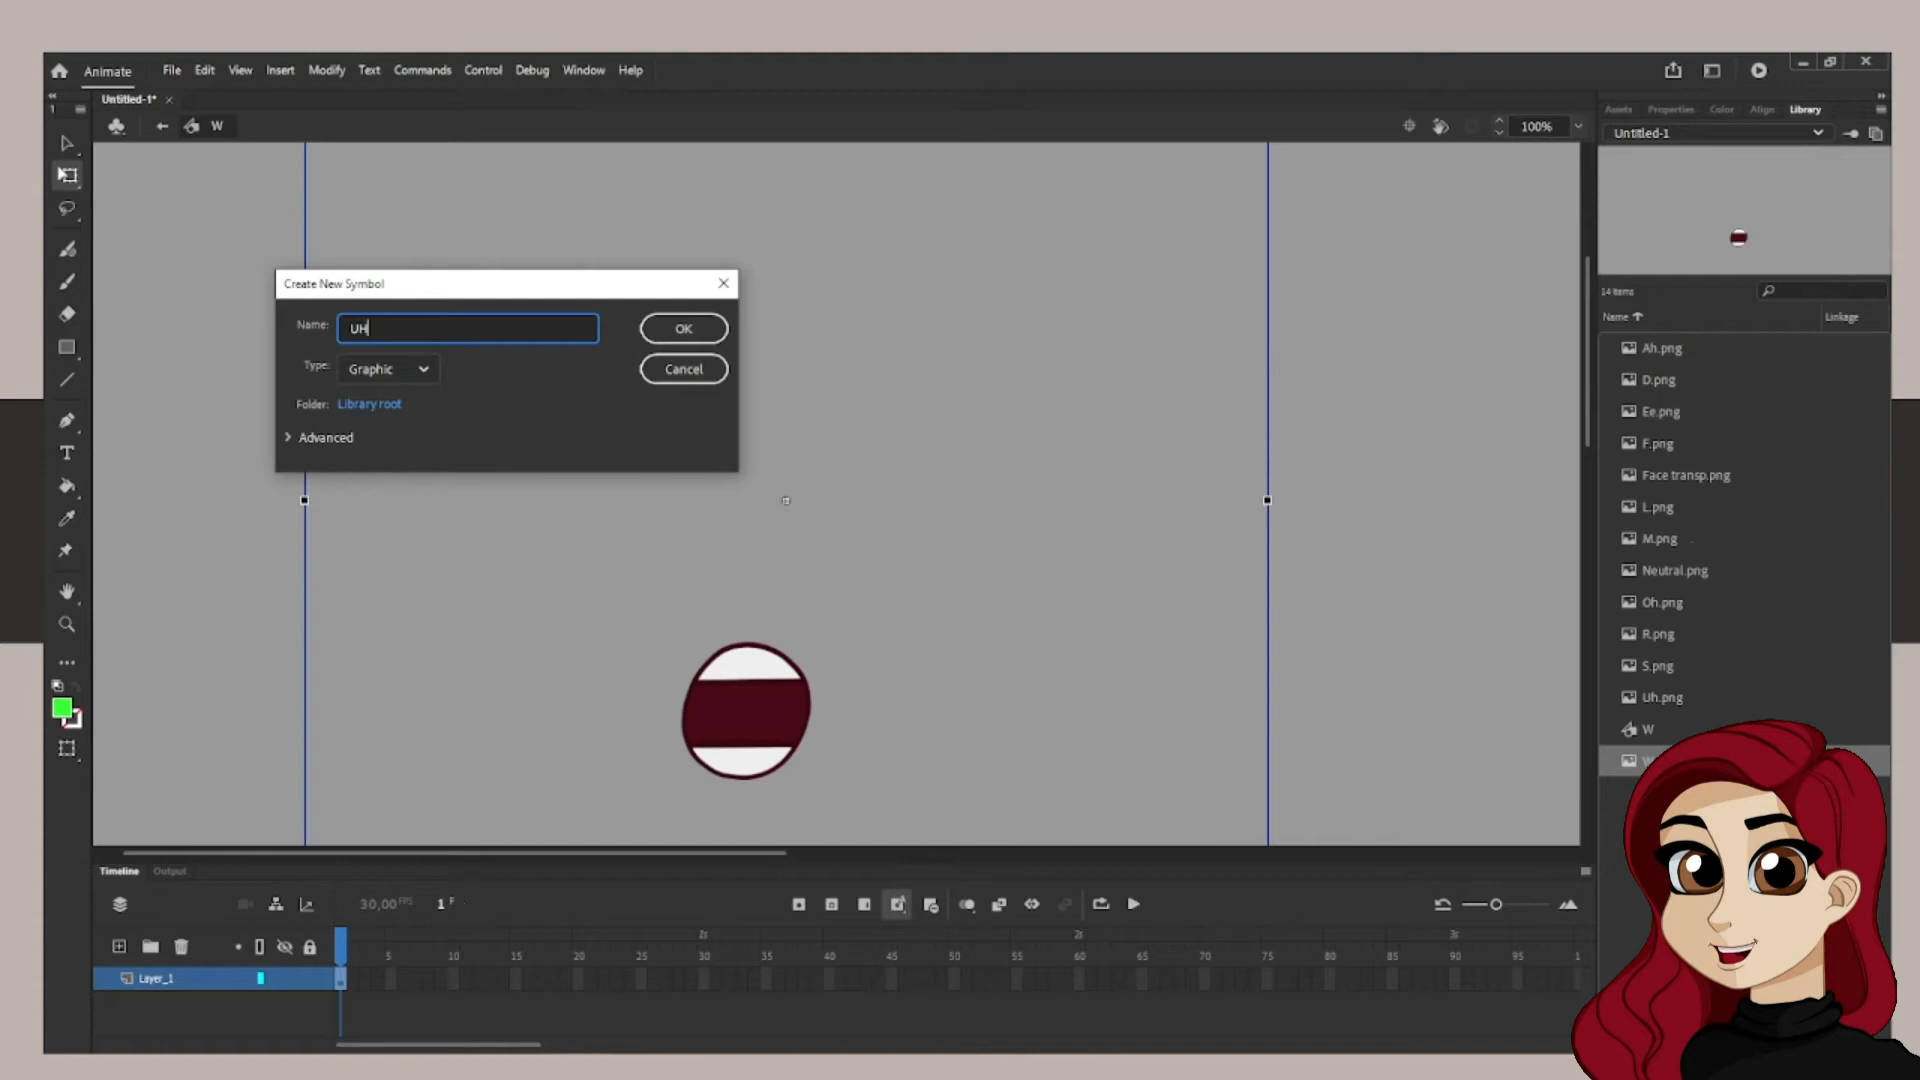 Animate File Edit View Insert Modify Text Commands Control Debug Window Help
Untitled-1*
W
100%
Assets Properties Color Align Library
Untitled-1
14 Items
Name Linkage
Ah.png
D.png
Ee.png
F.png
Face transp.png
L.png
M.png
Neutral.png
Oh.png
R.png
S.png
Uh.png
W
Create New Symbol
Name: UH OK
Type: Graphic Cancel
Folder: Library root
Advanced
Timeline Output
30,00 FPS 1 F
1s 2s 3s
5 10 15 20 25 30 35 40 45 50 55 60 65 70 75 80 85 90 95 1
Layer_1